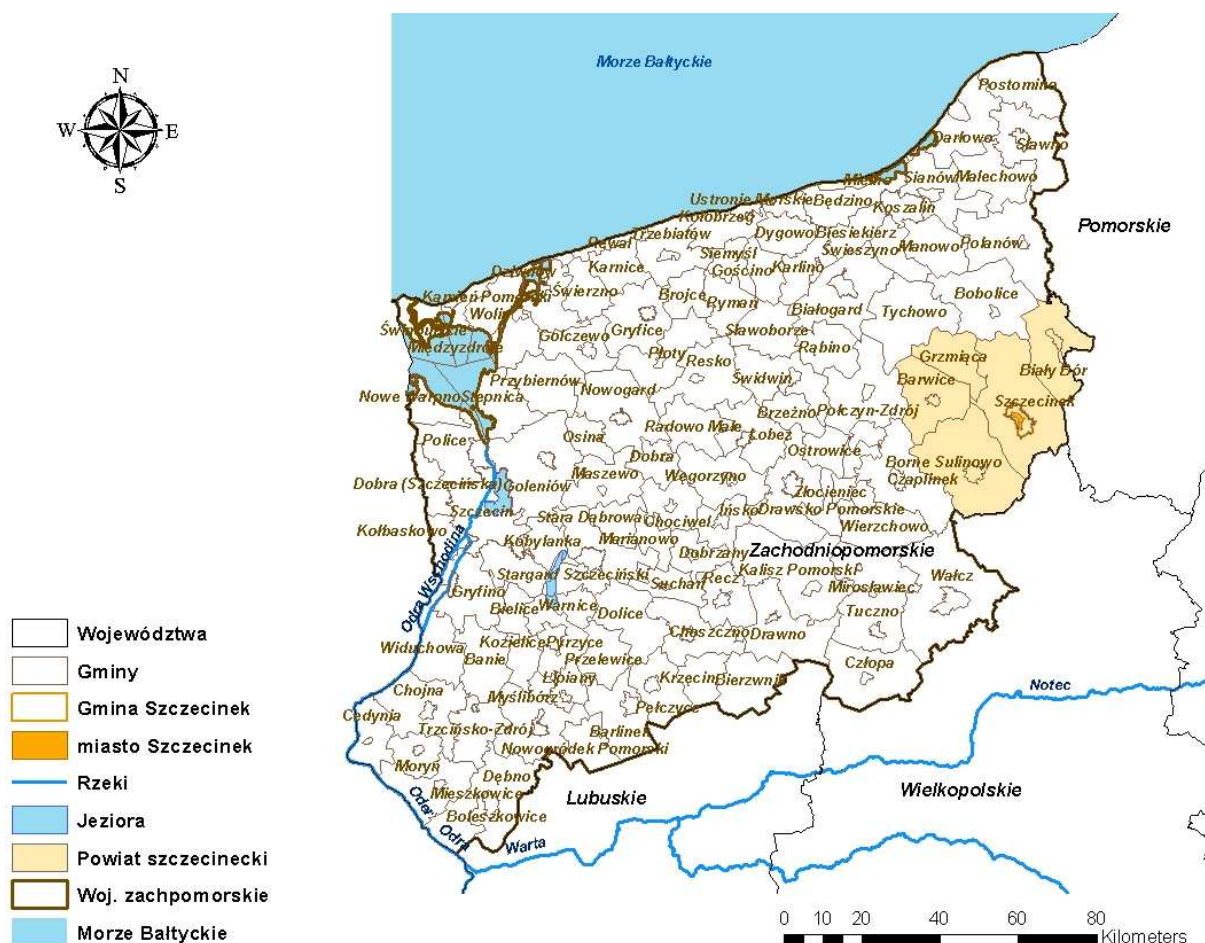 Morze Bałtyckie
N
W E
S
Postomino
Darłowo
Sławno
Mielno
Sianów
Malechowo
Ustronie Morskie
Będzino
Koszalin
Kołobrzeg
Pomorskie
Trzebiatów
Dygowo
Biesiekierz
Rewal
Siemyśl
Świeszyno
Manowo
Polanów
Karnice
Gościno
Karlino
Świerzno
Kamień Pomorski
Brojce
Rymań
Bobolice
Wolin
Białogard
Tychowo
Gryfice
Sławoborze
Golczewo
Międzyzdroje
Płoty
Resko
Rąbino
Grzmiąca
Biały Bór
Przybiernów
Nowogard
Świdwin
Barwice
Szczecinek
Nowe Warpno
Stepnica
Brzeżno
Połczyn-Zdrój
Police
Osina
Radowo Małe
Łobez
Ostrowice
Dobra
Borne Sulinowo
Maszewo
Węgorzyno
Czaplinek
Dobra (Szczecińska)
Goleniów
Złocieniec
Szczecin
Ińsko
Drawsko Pomorskie
Stara Dąbrowa
Chociwel
Wierzchowo
Kołbaskowo
Kobylanka
Marianowo
Dobrzany
Zachodniopomorskie
Odra Wschodina
Stargard Szczeciński
Suchań
Recz
Kalisz Pomorski
Wałcz
Gryfino
Mirosławiec
Bielice
Warnice
Dolice
Tuczno
Województwa
Widuchowa
Kozielice
Pyrzyce
Choszczno
Drawno
Gminy
Banie
Przelewice
Człopa
Lipiany
Krzęcin
Bierzwnik
Gmina Szczecinek
Chojna
Myślibórz
Notec
Cedynia
Pełczyce
miasto Szczecinek
Trzcińsko-Zdrój
Barlinek
Rzeki
Nowogródek Pomorski
Moryń
Dębno
Jeziora
Mieszkowice
Lubuskie
Wielkopolskie
Oder
Odra
Boleszkowice
Powiat szczecinecki
Warta
Woj. zachpomorskie
Morze Bałtyckie
0 10 20 40 60 80
Kilometers